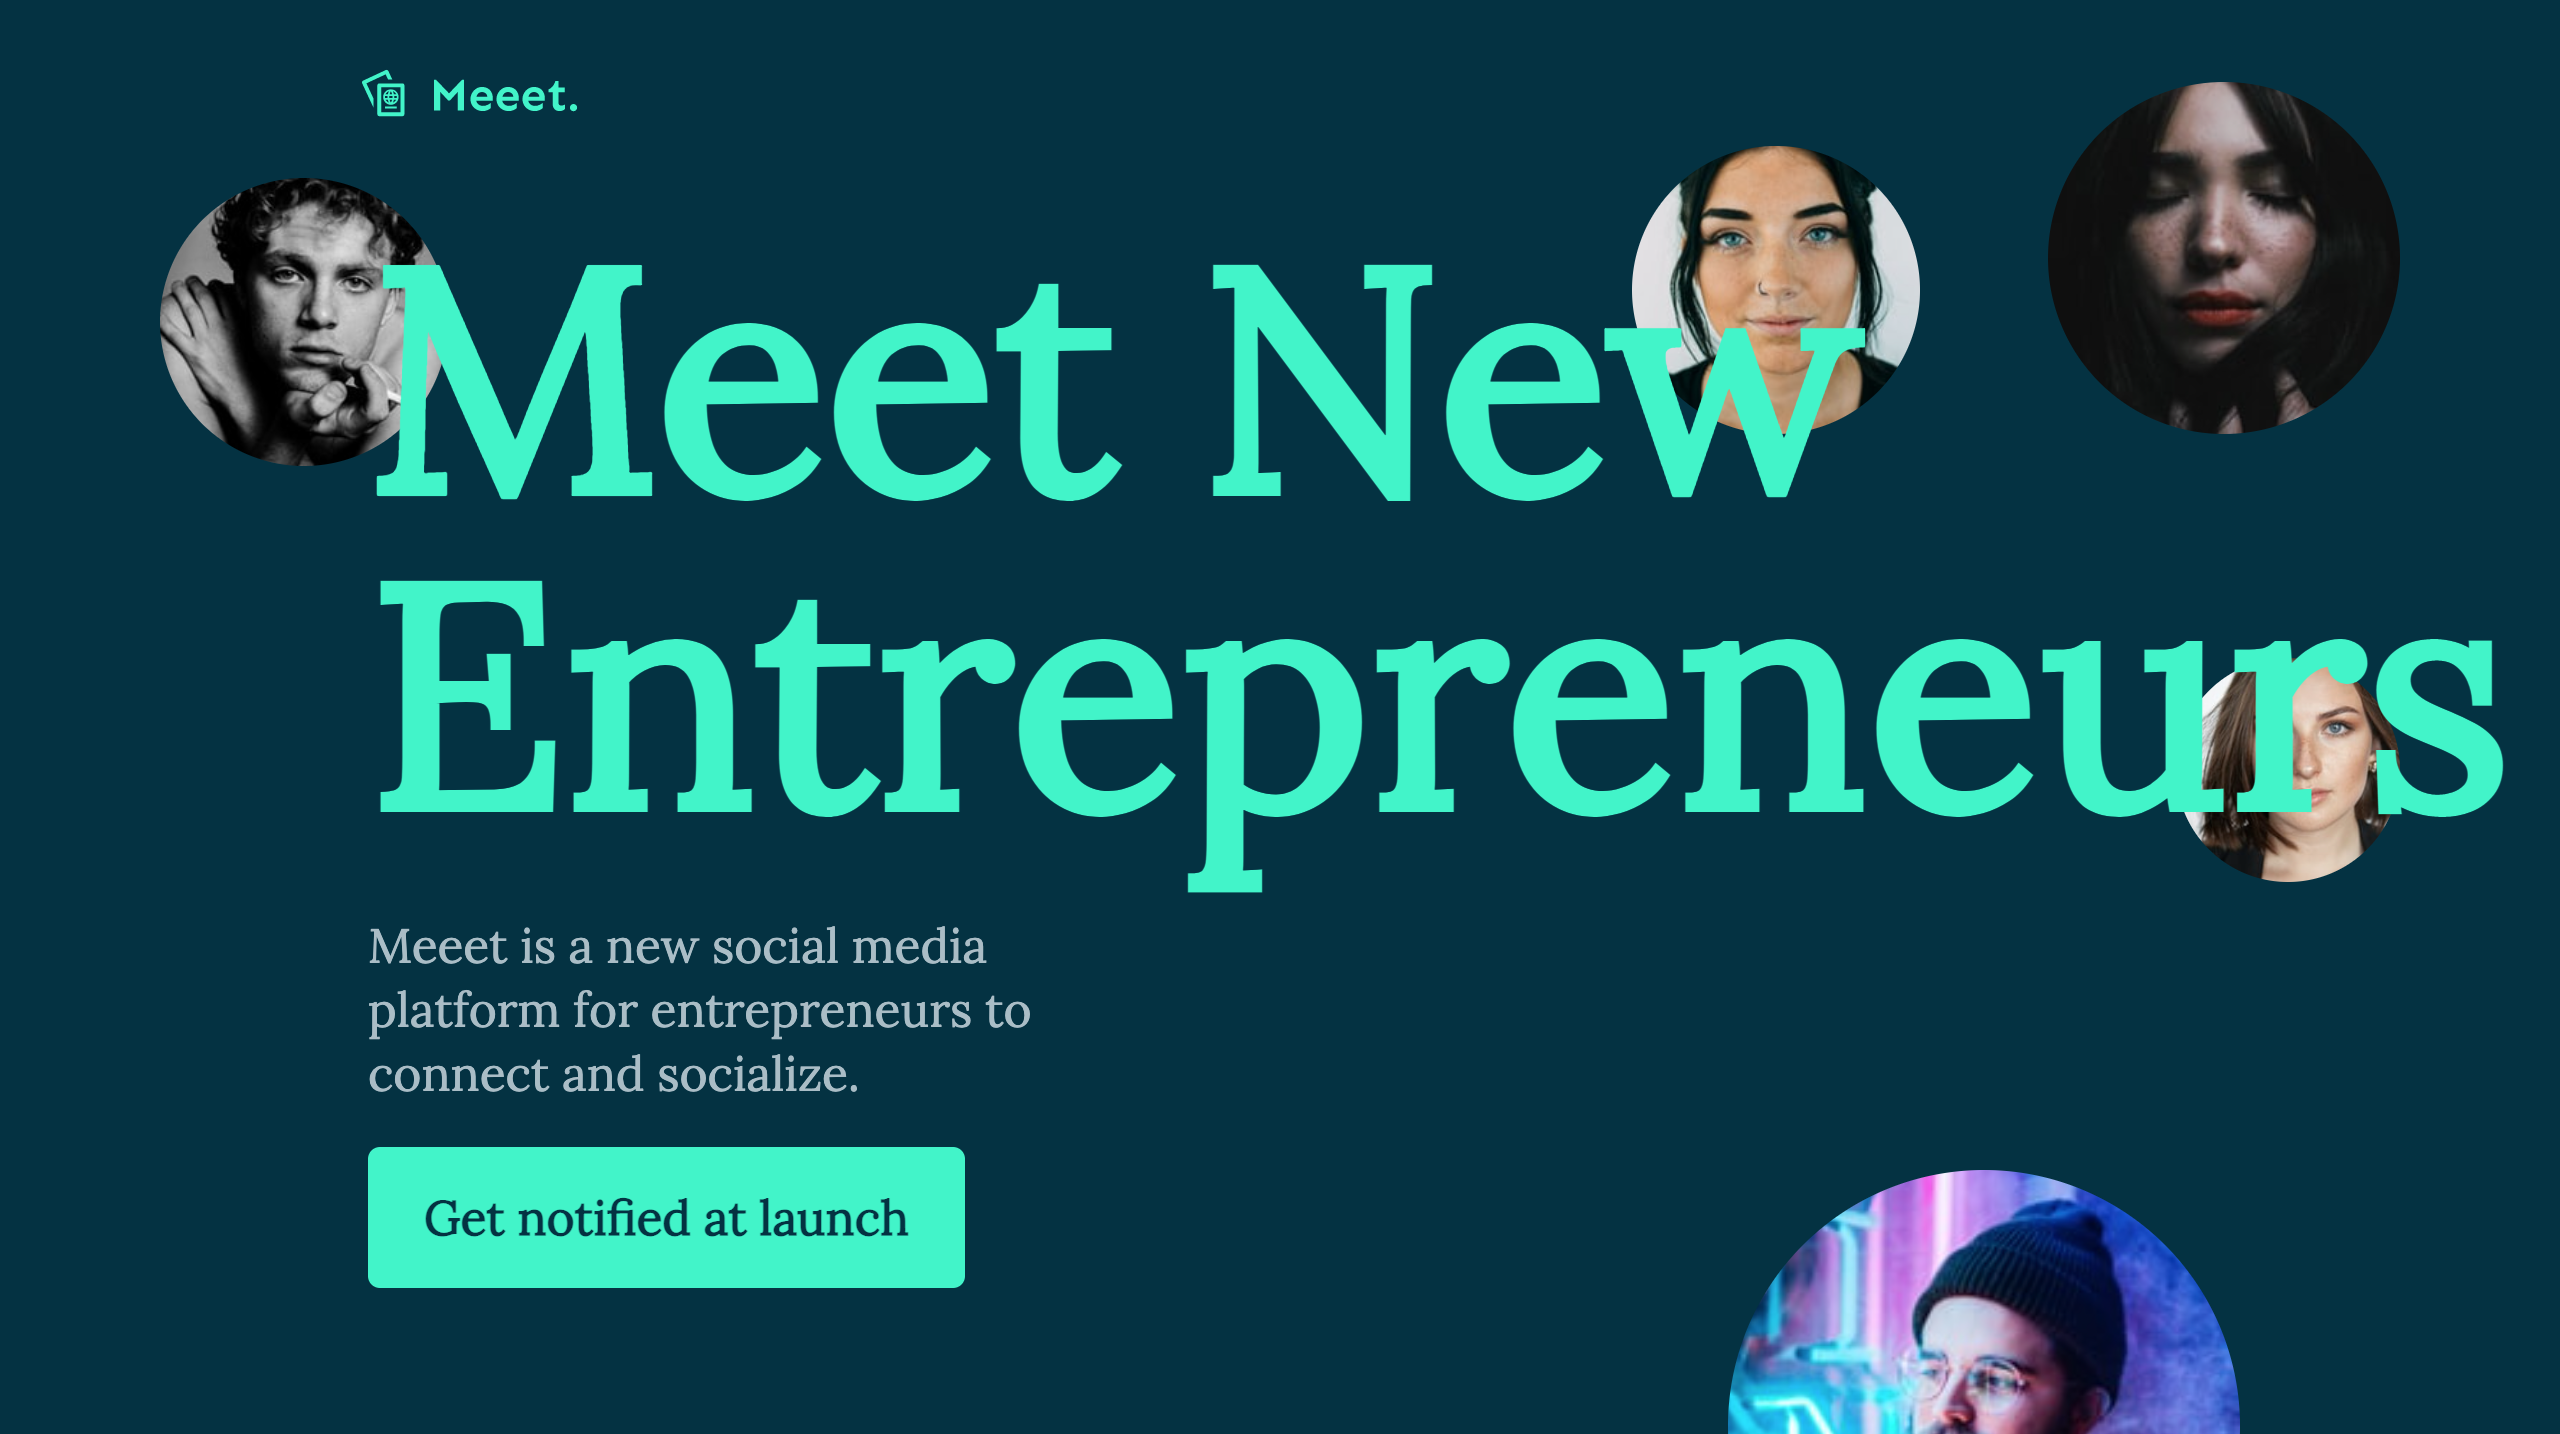 Meeet.
Meet New
Entrepreneurs
Meeet is a new social media
platform for entrepreneurs to
connect and socialize.
Get notified at launch